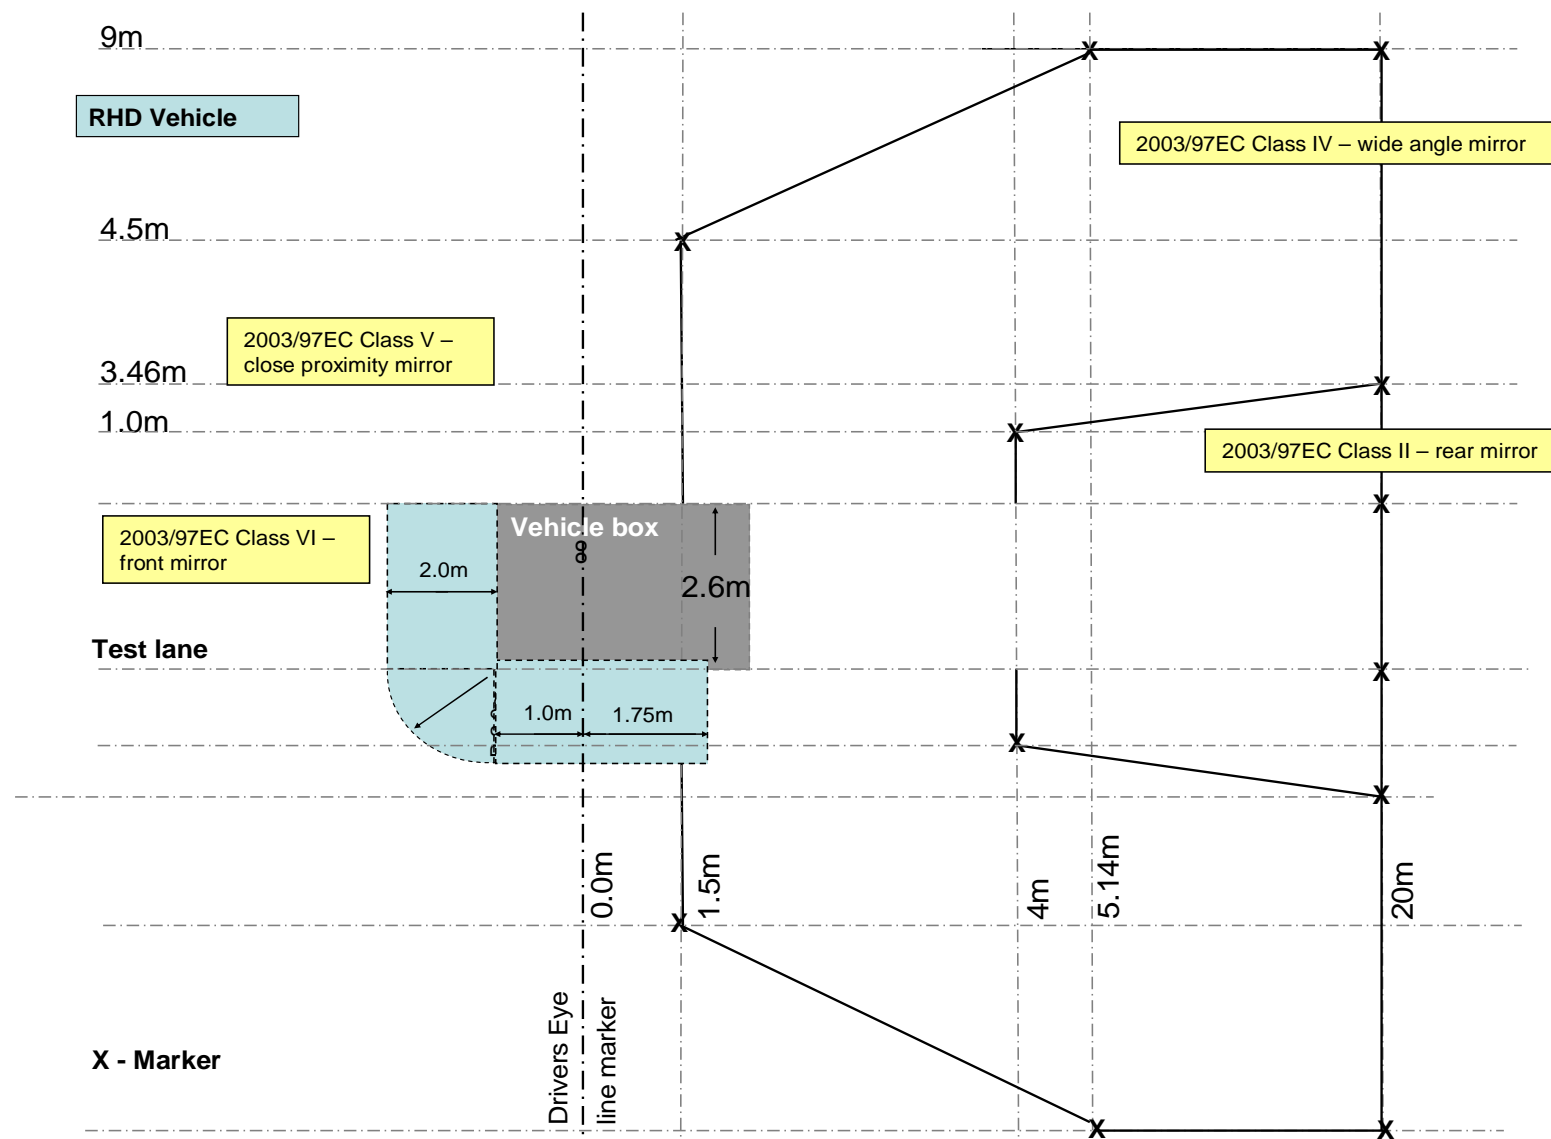 9m
RHD Vehicle
2003/97EC Class IV – wide angle mirror
4.5m
2003/97EC Class V –
close proximity mirror
3.46m
1.0m
2003/97EC Class II – rear mirror
Vehicle box
2003/97EC Class VI –
front mirror
2.0m
2.6m
Test lane
1.0m
1.75m
0.0m
1.5m
4m
5.14m
20m
Drivers Eye
line marker
X - Marker